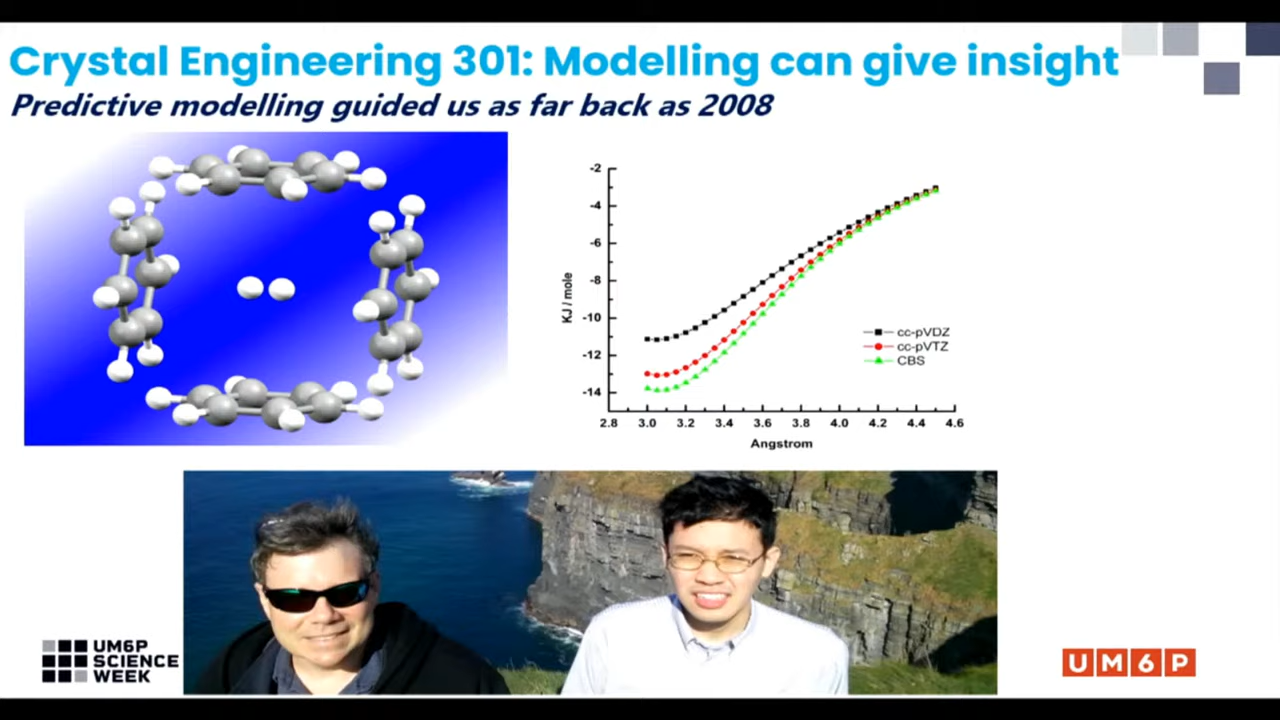 Crystal Engineering 301: Modelling can give insight
Predictive modelling guided us as far back as 2008
-2
-4
-6
-8
-10
-12
-14
KJ / mole
cc-pVDZ
cc-pVTZ
CBS
2.8 3.0 3.2 3.4 3.6 3.8 4.0 4.2 4.4 4.6
Angstrom
UM6P
SCIENCE
WEEK
UM6P